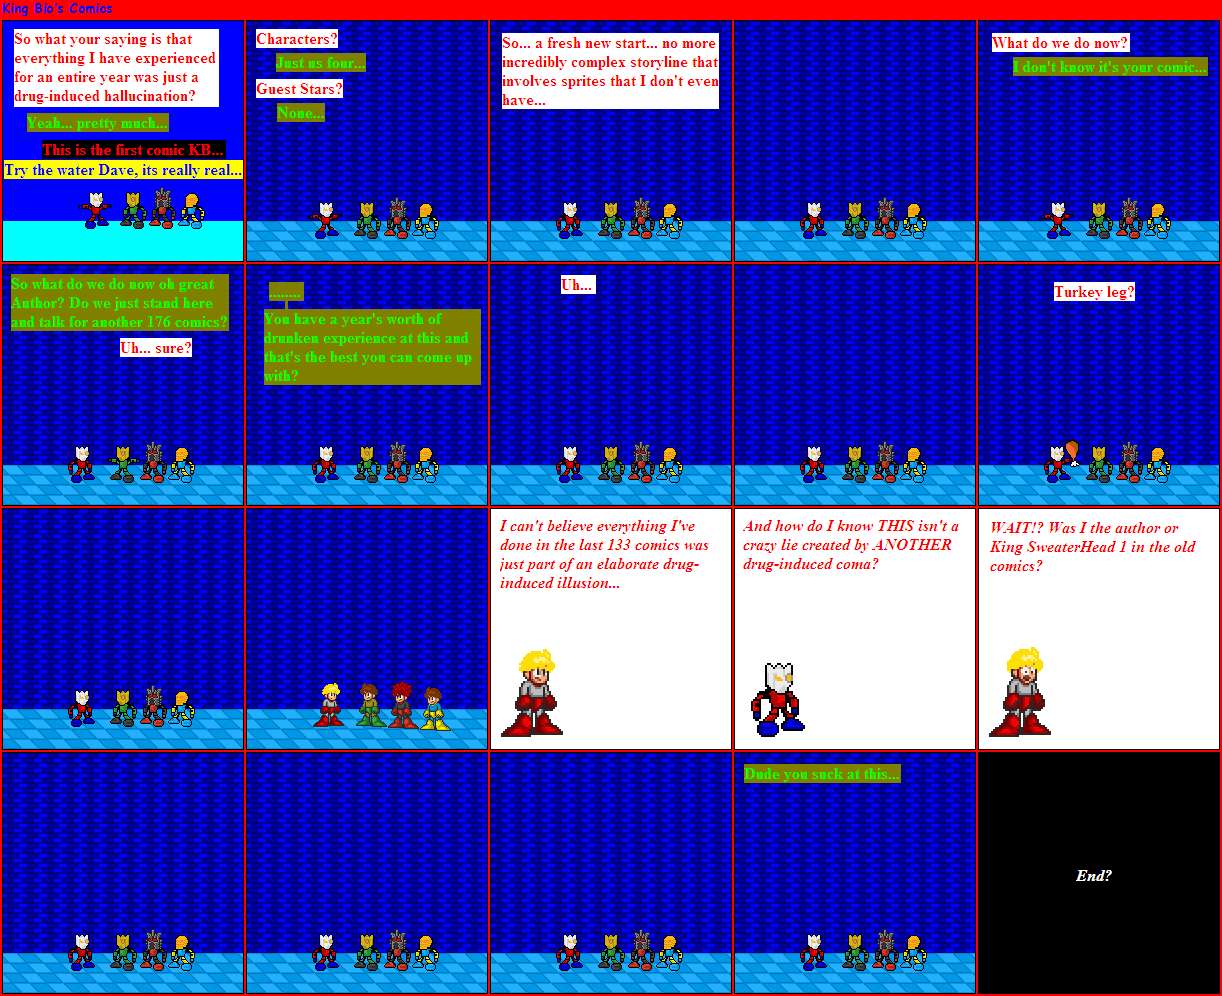 King Bio's Comics
So what your saying is that
everything I have experienced
for an entire year was just a
drug-induced hallucination?
Yeah... pretty much...
This is the first comic KB...
Try the water Dave, its really real...
Characters?
Just us four...
Guest Stars?
None...
So... a fresh new start... no more
incredibly complex storyline that
involves sprites that I don't even
have...
What do we do now?
I don't know it's your comic...
So what do we do now oh great
Author? Do we just stand here
and talk for another 176 comics?
Uh... sure?
........
You have a year's worth of
drunken experience at this and
that's the best you can come up
with?
Uh...
Turkey leg?
I can't believe everything I've
done in the last 133 comics was
just part of an elaborate drug-
induced illusion...
And how do I know THIS isn't a
crazy lie created by ANOTHER
drug-induced coma?
WAIT!? Was I the author or
King SweaterHead 1 in the old
comics?
Dude you suck at this...
End?